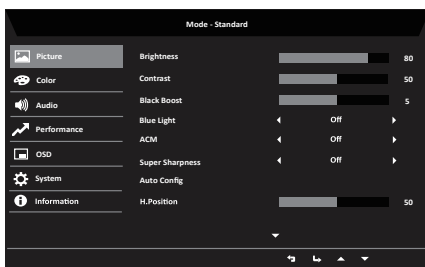 Mode - Standard
Picture
Color
Audio
Performance
OSD
System
Information
Brightness 80
Contrast 50
Black Boost 5
Blue Light Off
ACM Off
Super Sharpness Off
Auto Config
H.Position 50